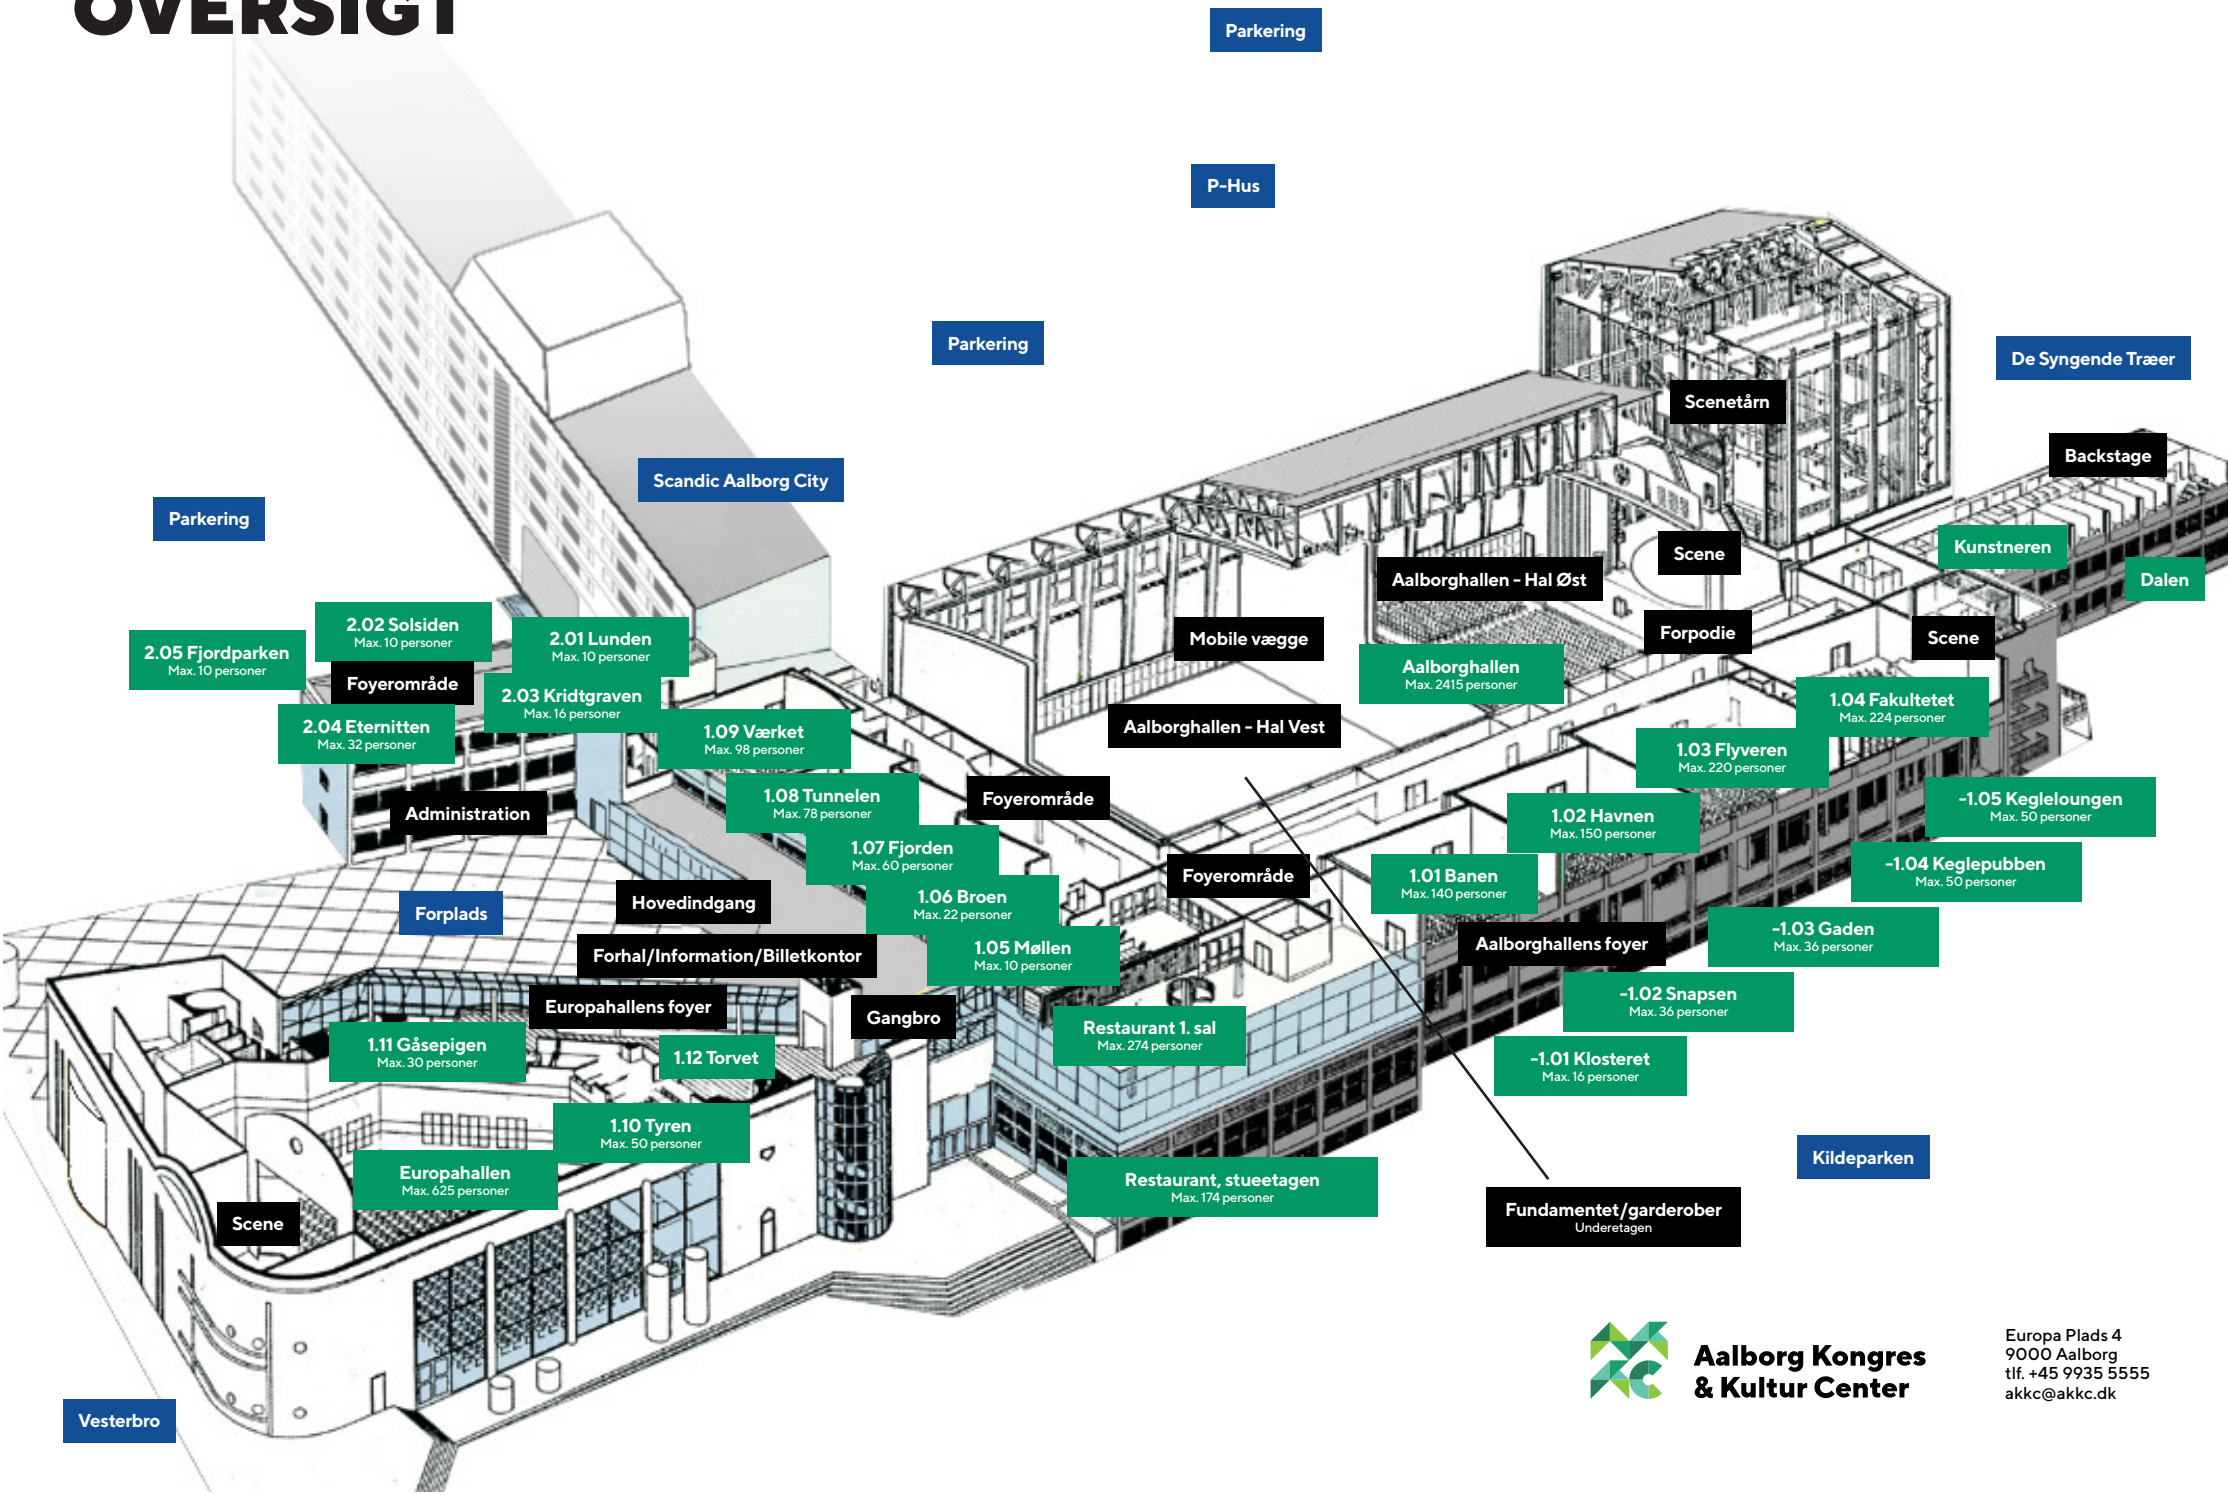 OVERSIGT
Parkering
P-Hus
Parkering
De Syngende Træer
Scenetårn
Backstage
Scandic Aalborg City
Parkering
Kunstneren
Scene
Aalborghallen - Hal Øst
Dalen
2.02 Solsiden
Max. 10 personer
2.01 Lunden
Max. 10 personer
2.05 Fjordparken
Max. 10 personer
Mobile vægge
Forpodie
Scene
Aalborghallen
Max. 2415 personer
Foyerområde
2.03 Kridtgraven
Max. 16 personer
1.04 Fakultetet
Max. 224 personer
2.04 Eternitten
Max. 32 personer
1.09 Værket
Max. 98 personer
Aalborghallen - Hal Vest
1.03 Flyveren
Max. 220 personer
1.08 Tunnelen
Max. 78 personer
Foyerområde
-1.05 Kegleloungen
Max. 50 personer
Administration
1.02 Havnen
Max. 150 personer
1.07 Fjorden
Max. 60 personer
-1.04 Keglepubben
Max. 50 personer
Foyerområde
1.01 Banen
Max. 140 personer
Hovedindgang
1.06 Broen
Max. 22 personer
Forplads
-1.03 Gaden
Max. 36 personer
Aalborghallens foyer
Forhal/Information/Billetkontor
1.05 Møllen
Max. 10 personer
-1.02 Snapsen
Max. 36 personer
Europahallens foyer
Gangbro
Restaurant 1. sal
Max. 274 personer
1.11 Gåsepigen
Max. 30 personer
1.12 Torvet
-1.01 Klosteret
Max. 16 personer
1.10 Tyren
Max. 50 personer
Kildeparken
Europahallen
Max. 625 personer
Restaurant, stueetagen
Max. 174 personer
Scene
Fundamentet/garderober
Underetagen
Aalborg Kongres
& Kultur Center
Europa Plads 4
9000 Aalborg
tlf. +45 9935 5555
akkc@akkc.dk
Vesterbro